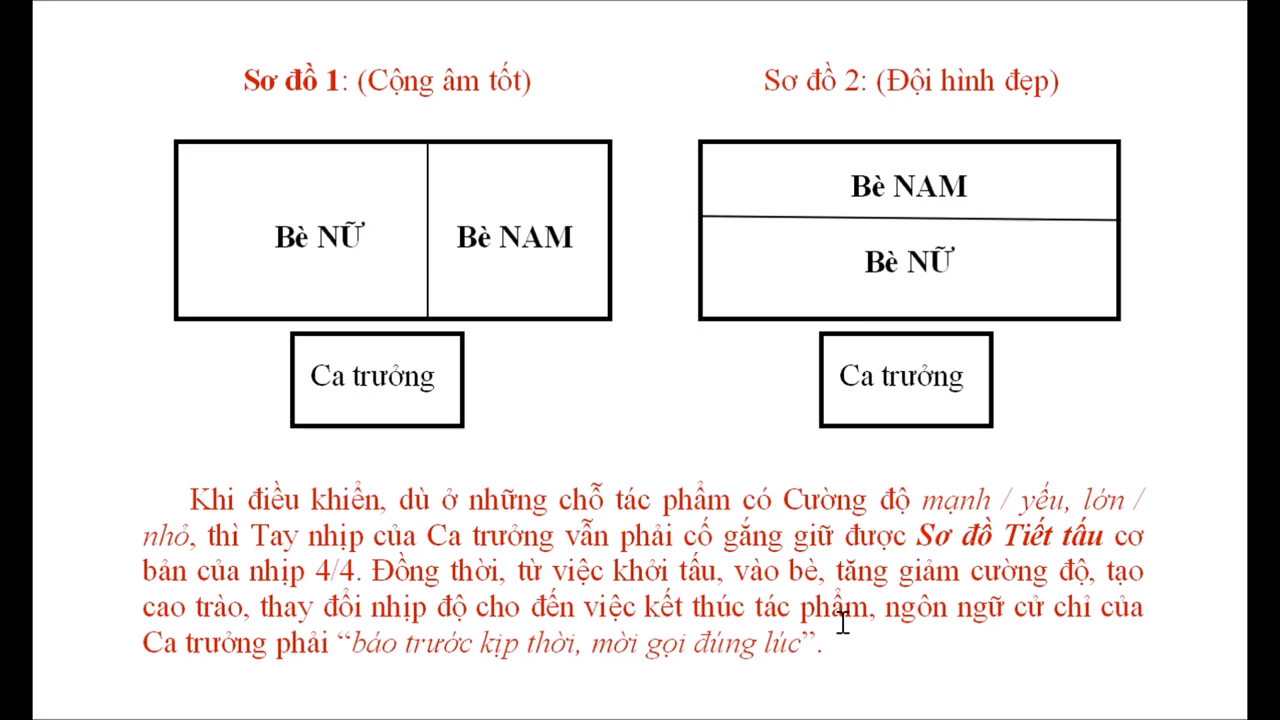 Sơ đồ 1: (Cộng âm tốt)
Sơ đồ 2: (Đội hình đẹp)
Bè NỮ
Bè NAM
Ca trưởng
Bè NAM
Bè NỮ
Ca trưởng
Khi điều khiển, dù ở những chỗ tác phẩm có Cường độ mạnh / yếu, lớn /
nhỏ, thì Tay nhịp của Ca trưởng vẫn phải cố gắng giữ được Sơ đồ Tiết tấu cơ
bản của nhịp 4/4. Đồng thời, từ việc khởi tấu, vào bè, tăng giảm cường độ, tạo
cao trào, thay đổi nhịp độ cho đến việc kết thúc tác phẩm, ngôn ngữ cử chỉ của
Ca trưởng phải “báo trước kịp thời, mời gọi đúng lúc”.